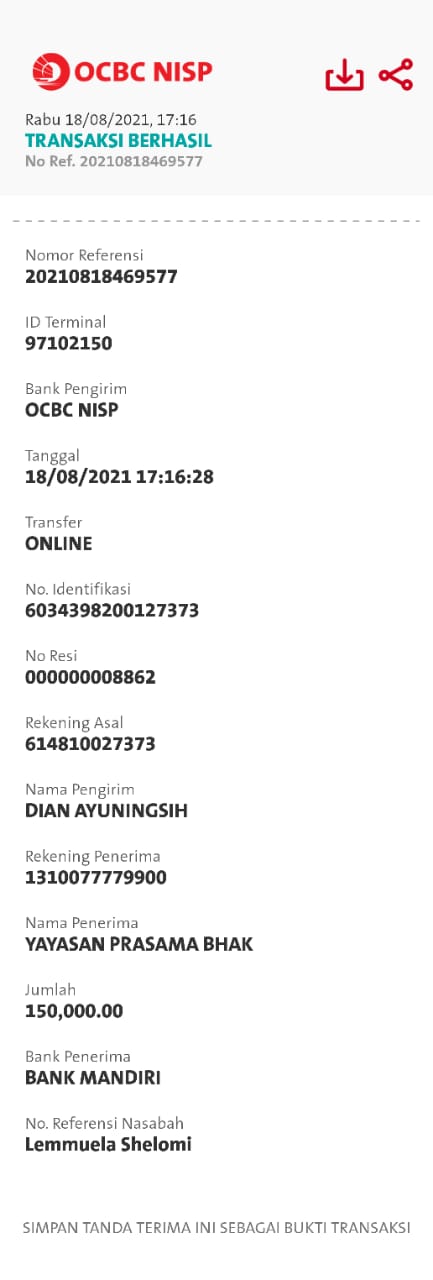 OCBC NISP
Rabu 18/08/2021, 17:16
TRANSAKSI BERHASIL
No Ref. 20210818469577
Nomor Referensi
20210818469577
ID Terminal
97102150
Bank Pengirim
OCBC NISP
Tanggal
18/08/2021 17:16:28
Transfer
ONLINE
No. Identifikasi
6034398200127373
No Resi
000000008862
Rekening Asal
614810027373
Nama Pengirim
DIAN AYUNINGSIH
Rekening Penerima
1310077779900
Nama Penerima
YAYASAN PRASAMA BHAK
Jumlah
150,000.00
Bank Penerima
BANK MANDIRI
No. Referensi Nasabah
Lemmuela Shelomi
SIMPAN TANDA TERIMA INI SEBAGAI BUKTI TRANSAKSI